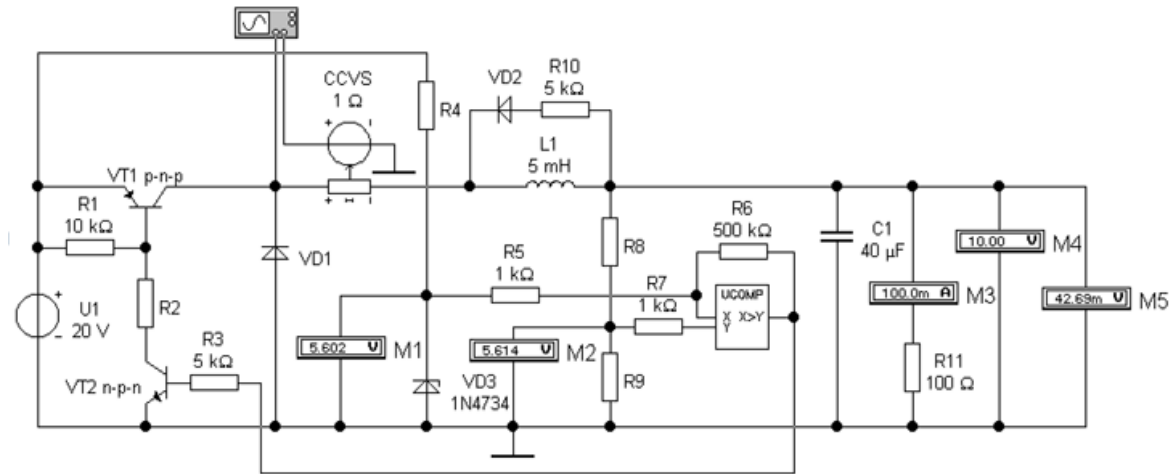 CCVS
1 Ω
R4
VD2
R10
5 kΩ
L1
5 mH
VT1 p-n-p
R1
10 kΩ
R2
U1
20 V
R3
5 kΩ
VT2 n-p-n
VD1
5.602 V
M1
VD3
1N4734
R5
1 kΩ
5.614 V
M2
R8
R7
1 kΩ
R9
R6
500 kΩ
UCOMP
X X>Y
Y
C1
40 µF
100.0m A
M3
R11
100 Ω
10.00 V
M4
42.69m V
M5